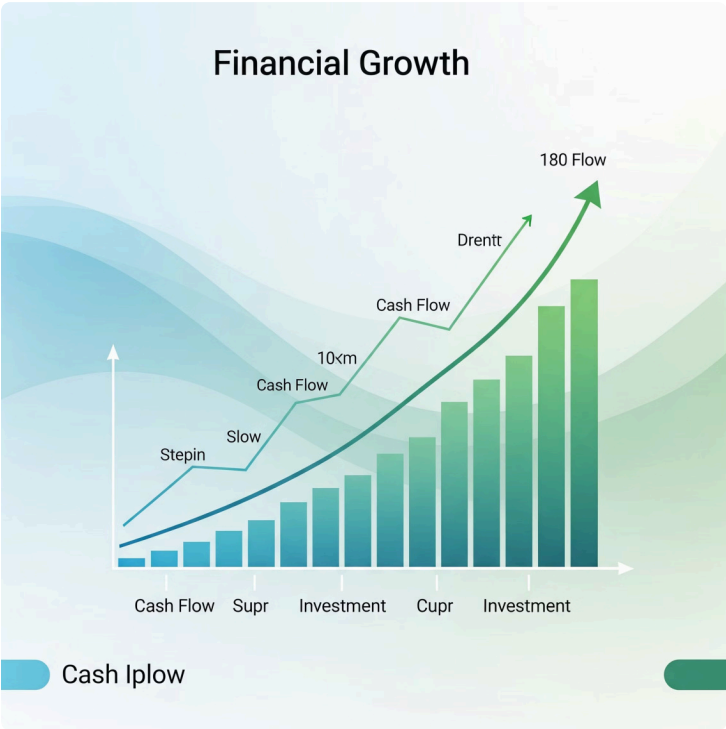 Financial Growth
180 Flow
Drentt
Cash Flow
10<m
Cash Flow
Slow
Stepin
Cash Flow Supr Investment Cupr Investment
Cash Iplow